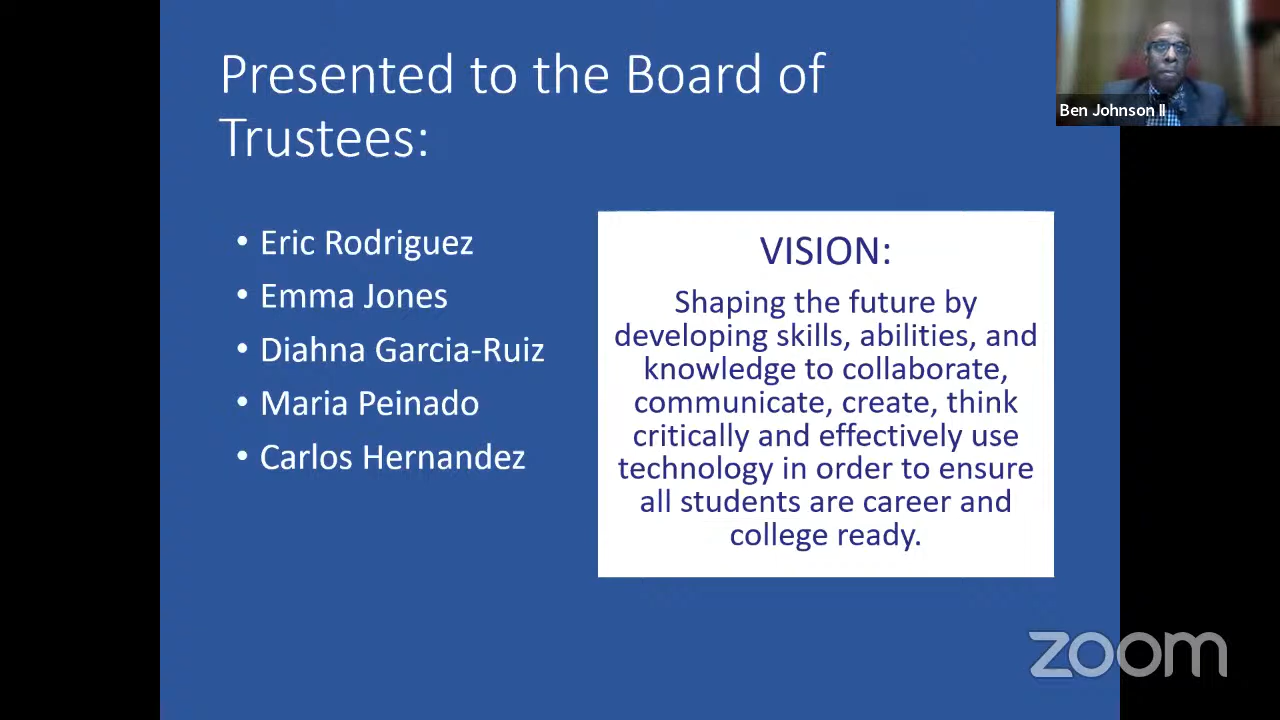 Presented to the Board of
Trustees:
• Eric Rodriguez
• Emma Jones
• Diahna Garcia-Ruiz
• Maria Peinado
• Carlos Hernandez
VISION:
Shaping the future by
developing skills, abilities, and
knowledge to collaborate,
communicate, create, think
critically and effectively use
technology in order to ensure
all students are career and
college ready.
Ben Johnson II
zoom